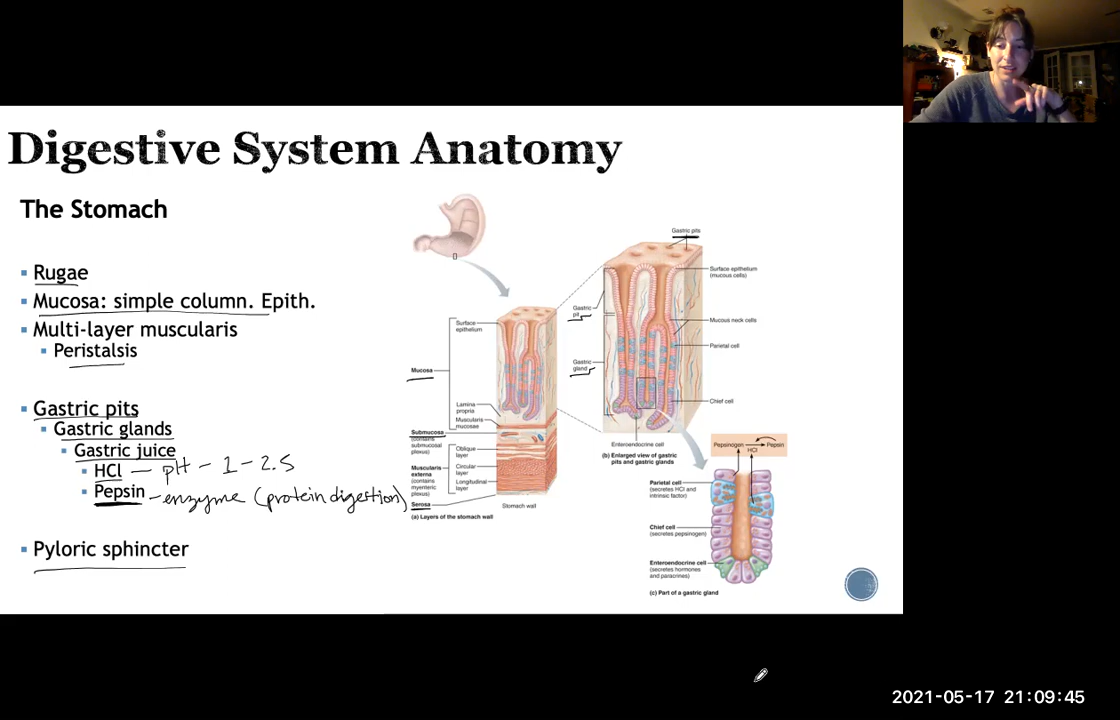 Digestive System Anatomy
The Stomach
Rugae
Mucosa: simple column. Epith.
Multi-layer muscularis
Peristalsis
Gastric pits
Gastric glands
Gastric juice
HCl — pH - 1 - 2.5
Pepsin - enzyme (protein digestion)
Pyloric sphincter
Surface
epithelium
Mucosa
Lamina
propria
Muscularis
mucosae
Submucosa
(contains
submucosal
plexus)
Oblique
layer
Muscularis
externa
(contains
myenteric
plexus)
Circular
layer
Longitudinal
layer
Serosa
Stomach wall
(a) Layers of the stomach wall
Gastric pits
Surface epithelium
(mucous cells)
Gastric
pit
Mucous neck cells
Parietal cell
Gastric
gland
Chief cell
Enteroendocrine cell
(b) Enlarged view of gastric
pits and gastric glands
Pepsinogen
Pepsin
HCl
Parietal cell
(secretes HCl and
intrinsic factor)
Chief cell
(secretes pepsinogen)
Enteroendocrine cell
(secretes hormones
and paracrines)
(c) Part of a gastric gland
2021-05-17 21:09:45